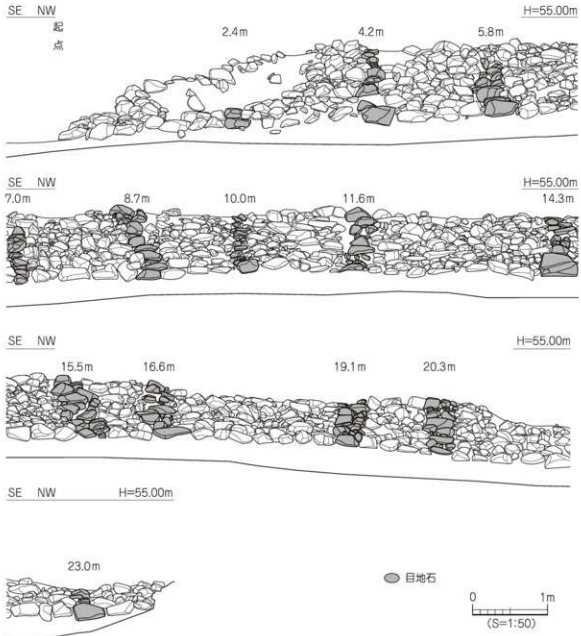 SE NW H=55.00m
起点
2.4m 4.2m 5.8m
SE NW H=55.00m
7.0m 8.7m 10.0m 11.6m 14.3m
SE NW H=55.00m
15.5m 16.6m 19.1m 20.3m
SE NW H=55.00m
23.0m
目地石
0 1m
(S=1:50)